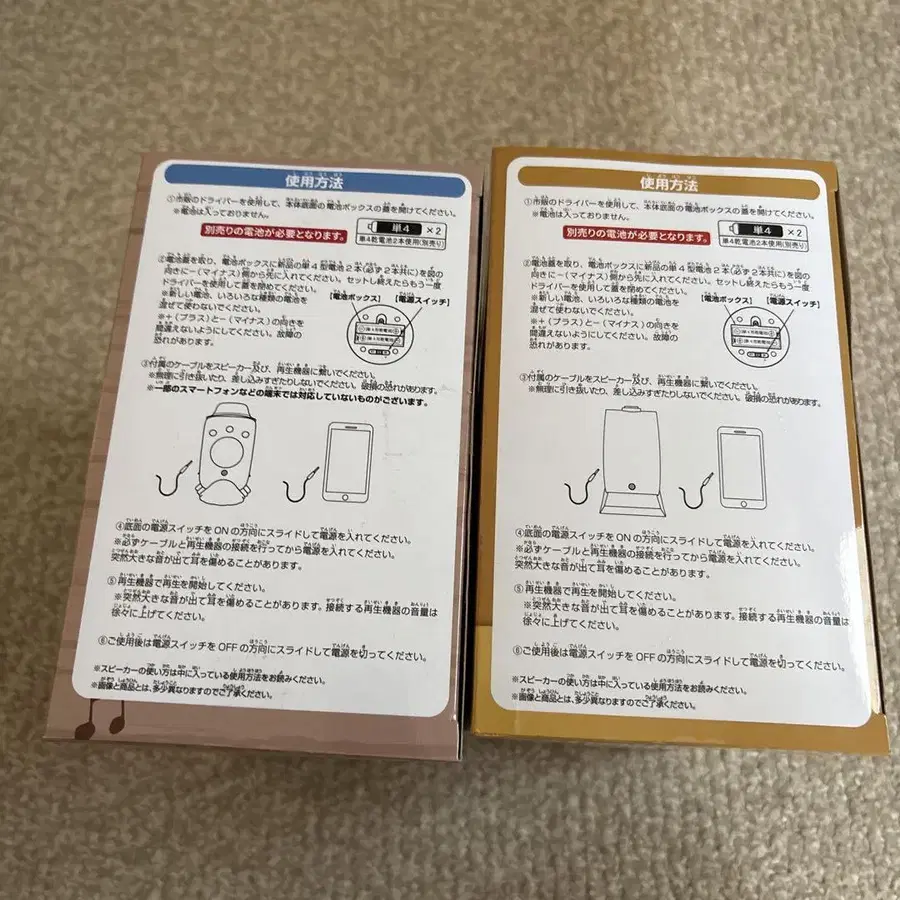 使用方法
①市販のドライバーを使用して、本体底面の電池ボックスの蓋を開けてください。
※電池は入っておりません。
別売りの電池が必要となります。
単4 ×2
単4乾電池2本使用(別売り)
②電池蓋を取り、電池ボックスに新品の単4型電池2本(必ず2本共に)を図の
向きに－(マイナス)側から先に入れてください。セットし終えたらもう一度
ドライバーを使用して蓋を閉めてください。
※新しい電池、いろいろな種類の電池を
混ぜて使わないでください。
※＋(プラス)と－(マイナス)の向きを
間違えないようにしてください。故障の
恐れがあります。
【電池ボックス】
【電源スイッチ】
③付属のケーブルをスピーカー及び、再生機器に繋いでください。
※無理に引き抜いたり、差し込みすぎたりしないでください。破損の恐れがあります。
※一部のスマートフォンなどの端末では対応していないものがございます。
④底面の電源スイッチをONの方向にスライドして電源を入れてください。
※必ずケーブルと再生機器の接続を行ってから電源を入れてください。
突然大きな音が出て耳を傷めることがあります。
⑤再生機器で再生を開始してください。
※突然大きな音が出て耳を傷めることがあります。接続する再生機器の音量は
徐々に上げてください。
⑥ご使用後は電源スイッチをOFFの方向にスライドして電源を切ってください。
※スピーカーの使い方は中に入っている使用方法をお読みください。
※画像と商品とは、多少異なりますのでご了承ください。
使用方法
①市販のドライバーを使用して、本体底面の電池ボックスの蓋を開けてください。
※電池は入っておりません。
別売りの電池が必要となります。
単4 ×2
単4乾電池2本使用(別売り)
②電池蓋を取り、電池ボックスに新品の単4型電池2本(必ず2本共に)を図の
向きに－(マイナス)側から先に入れてください。セットし終えたらもう一度
ドライバーを使用して蓋を閉めてください。
※新しい電池、いろいろな種類の電池を
混ぜて使わないでください。
※＋(プラス)と－(マイナス)の向きを
間違えないようにしてください。故障の
恐れがあります。
【電池ボックス】
【電源スイッチ】
③付属のケーブルをスピーカー及び、再生機器に繋いでください。
※無理に引き抜いたり、差し込みすぎたりしないでください。破損の恐れがあります。
④底面の電源スイッチをONの方向にスライドして電源を入れてください。
※必ずケーブルと再生機器の接続を行ってから電源を入れてください。
突然大きな音が出て耳を傷めることがあります。
⑤再生機器で再生を開始してください。
※突然大きな音が出て耳を傷めることがあります。接続する再生機器の音量は
徐々に上げてください。
⑥ご使用後は電源スイッチをOFFの方向にスライドして電源を切ってください。
※スピーカーの使い方は中に入っている使用方法をお読みください。
※画像と商品とは、多少異なりますのでご了承ください。